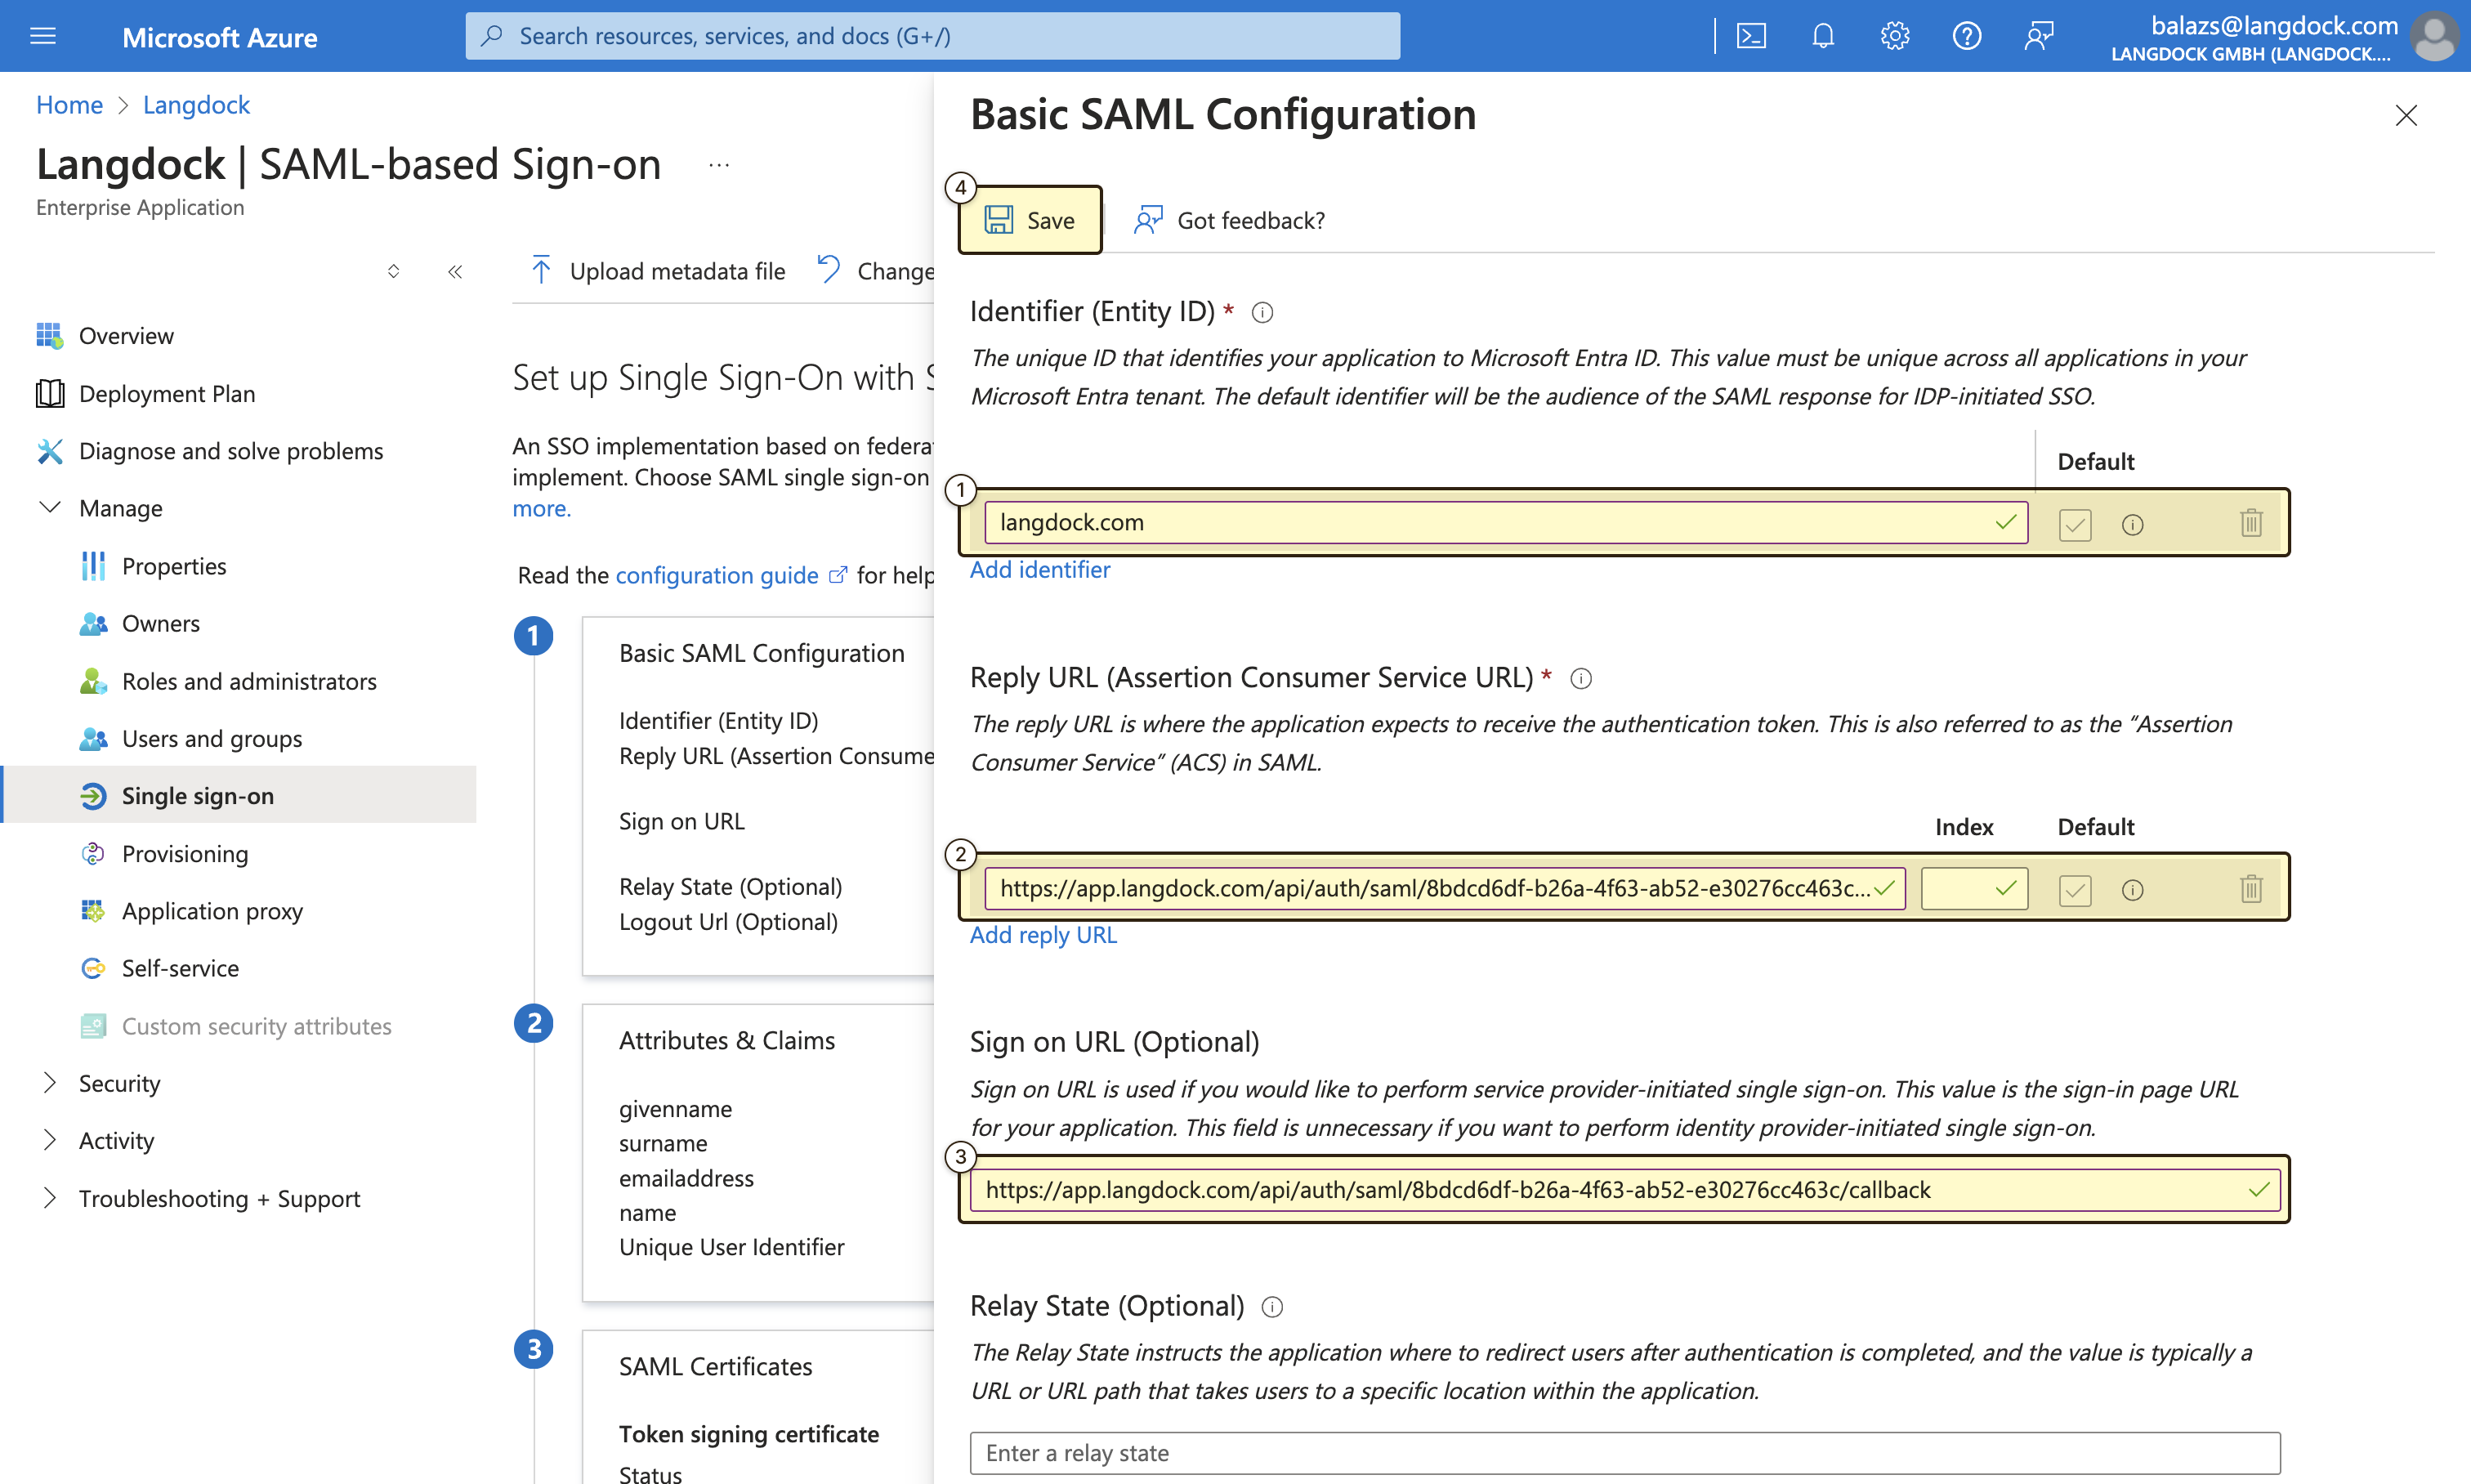 Microsoft Azure
Search resources, services, and docs (G+/)
balazs@langdock.com
LANGDOCK GMBH (LANGDOCK....
Home > Langdock
Langdock | SAML-based Sign-on ...
Enterprise Application
Overview
Deployment Plan
Diagnose and solve problems
Manage
Properties
Owners
Roles and administrators
Users and groups
Single sign-on
Provisioning
Application proxy
Self-service
Custom security attributes
Security
Activity
Troubleshooting + Support
Upload metadata file
Change
Set up Single Sign-On with S
An SSO implementation based on federa
implement. Choose SAML single sign-on
more.
Read the configuration guide for help
1
Basic SAML Configuration
Identifier (Entity ID)
Reply URL (Assertion Consume
Sign on URL
Relay State (Optional)
Logout Url (Optional)
2
Attributes & Claims
givenname
surname
emailaddress
name
Unique User Identifier
3
SAML Certificates
Token signing certificate
Status
Basic SAML Configuration
4
Save
Got feedback?
Identifier (Entity ID) *
The unique ID that identifies your application to Microsoft Entra ID. This value must be unique across all applications in your
Microsoft Entra tenant. The default identifier will be the audience of the SAML response for IDP-initiated SSO.
Default
1
langdock.com
Add identifier
Reply URL (Assertion Consumer Service URL) *
The reply URL is where the application expects to receive the authentication token. This is also referred to as the “Assertion
Consumer Service” (ACS) in SAML.
Index Default
2
https://app.langdock.com/api/auth/saml/8bdcd6df-b26a-4f63-ab52-e30276cc463c...
Add reply URL
Sign on URL (Optional)
Sign on URL is used if you would like to perform service provider-initiated single sign-on. This value is the sign-in page URL
for your application. This field is unnecessary if you want to perform identity provider-initiated single sign-on.
3
https://app.langdock.com/api/auth/saml/8bdcd6df-b26a-4f63-ab52-e30276cc463c/callback
Relay State (Optional)
The Relay State instructs the application where to redirect users after authentication is completed, and the value is typically a
URL or URL path that takes users to a specific location within the application.
Enter a relay state